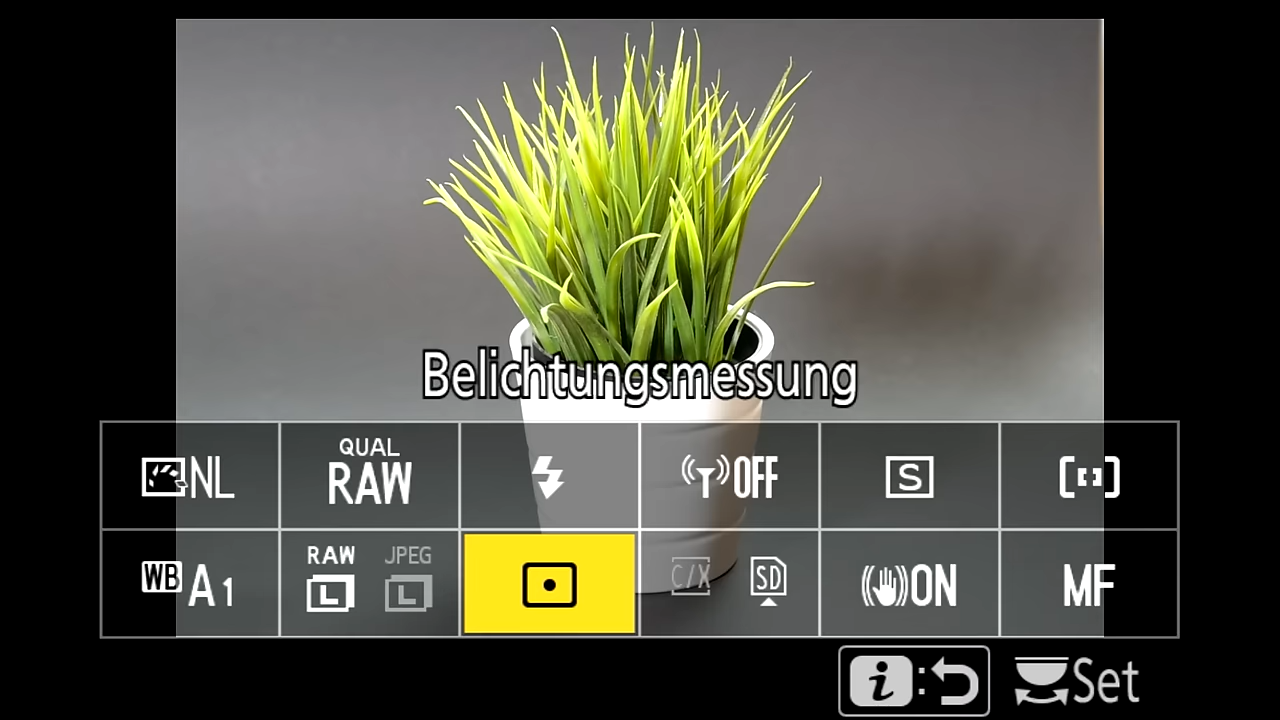 Belichtungsmessung
NL
QUAL
RAW
OFF
S
WB A1
RAW JPEG
L L
C/X SD
ON
MF
i : Set